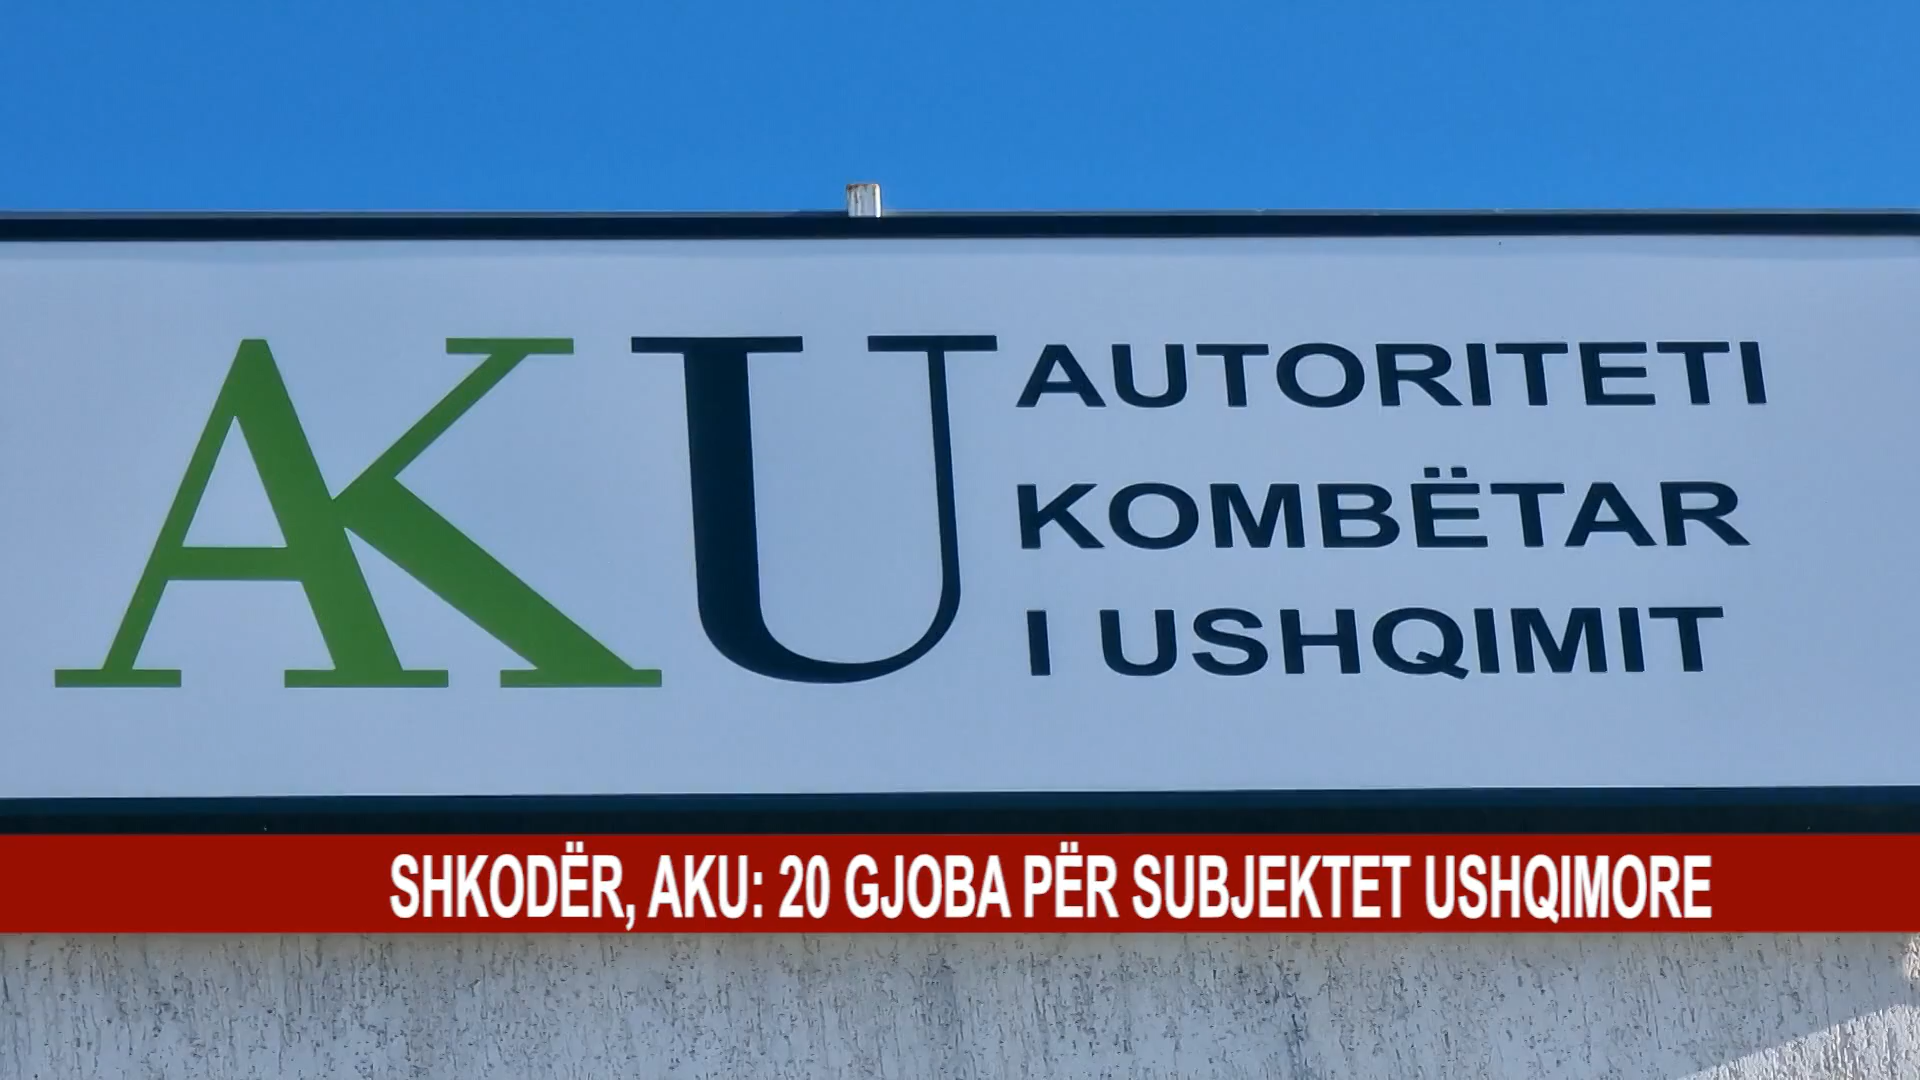 AKU
AUTORITETI
KOMBËTAR
I USHQIMIT
SHKODËR, AKU: 20 GJOBA PËR SUBJEKTET USHQIMORE